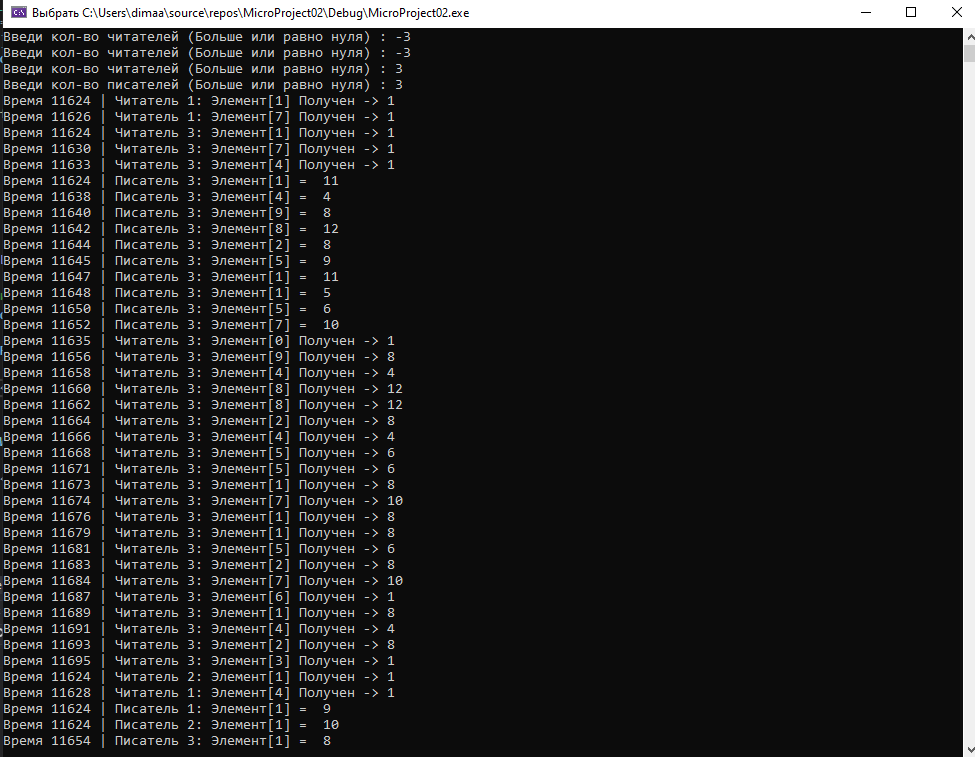 Выбрать C:\Users\dimaa\source\repos\MicroProject02\Debug\MicroProject02.exe
Введи кол-во читателей (Больше или равно нуля) : -3
Введи кол-во читателей (Больше или равно нуля) : -3
Введи кол-во читателей (Больше или равно нуля) : 3
Введи кол-во писателей (Больше или равно нуля) : 3
Время 11624 | Читатель 1: Элемент[1] Получен -> 1
Время 11626 | Читатель 1: Элемент[7] Получен -> 1
Время 11624 | Читатель 3: Элемент[1] Получен -> 1
Время 11630 | Читатель 3: Элемент[7] Получен -> 1
Время 11633 | Читатель 3: Элемент[4] Получен -> 1
Время 11624 | Писатель 3: Элемент[1] =  11
Время 11638 | Писатель 3: Элемент[4] =  4
Время 11640 | Писатель 3: Элемент[9] =  8
Время 11642 | Писатель 3: Элемент[8] =  12
Время 11644 | Писатель 3: Элемент[2] =  8
Время 11645 | Писатель 3: Элемент[5] =  9
Время 11647 | Писатель 3: Элемент[1] =  11
Время 11648 | Писатель 3: Элемент[1] =  5
Время 11650 | Писатель 3: Элемент[5] =  6
Время 11652 | Писатель 3: Элемент[7] =  10
Время 11635 | Читатель 3: Элемент[0] Получен -> 1
Время 11656 | Читатель 3: Элемент[9] Получен -> 8
Время 11658 | Читатель 3: Элемент[4] Получен -> 4
Время 11660 | Читатель 3: Элемент[8] Получен -> 12
Время 11662 | Читатель 3: Элемент[8] Получен -> 12
Время 11664 | Читатель 3: Элемент[2] Получен -> 8
Время 11666 | Читатель 3: Элемент[4] Получен -> 4
Время 11668 | Читатель 3: Элемент[5] Получен -> 6
Время 11671 | Читатель 3: Элемент[5] Получен -> 6
Время 11673 | Читатель 3: Элемент[1] Получен -> 8
Время 11674 | Читатель 3: Элемент[7] Получен -> 10
Время 11676 | Читатель 3: Элемент[1] Получен -> 8
Время 11679 | Читатель 3: Элемент[1] Получен -> 8
Время 11681 | Читатель 3: Элемент[5] Получен -> 6
Время 11683 | Читатель 3: Элемент[2] Получен -> 8
Время 11684 | Читатель 3: Элемент[7] Получен -> 10
Время 11687 | Читатель 3: Элемент[6] Получен -> 1
Время 11689 | Читатель 3: Элемент[1] Получен -> 8
Время 11691 | Читатель 3: Элемент[4] Получен -> 4
Время 11693 | Читатель 3: Элемент[2] Получен -> 8
Время 11695 | Читатель 3: Элемент[3] Получен -> 1
Время 11624 | Читатель 2: Элемент[1] Получен -> 1
Время 11628 | Читатель 1: Элемент[4] Получен -> 1
Время 11624 | Писатель 1: Элемент[1] =  9
Время 11624 | Писатель 2: Элемент[1] =  10
Время 11654 | Писатель 3: Элемент[1] =  8